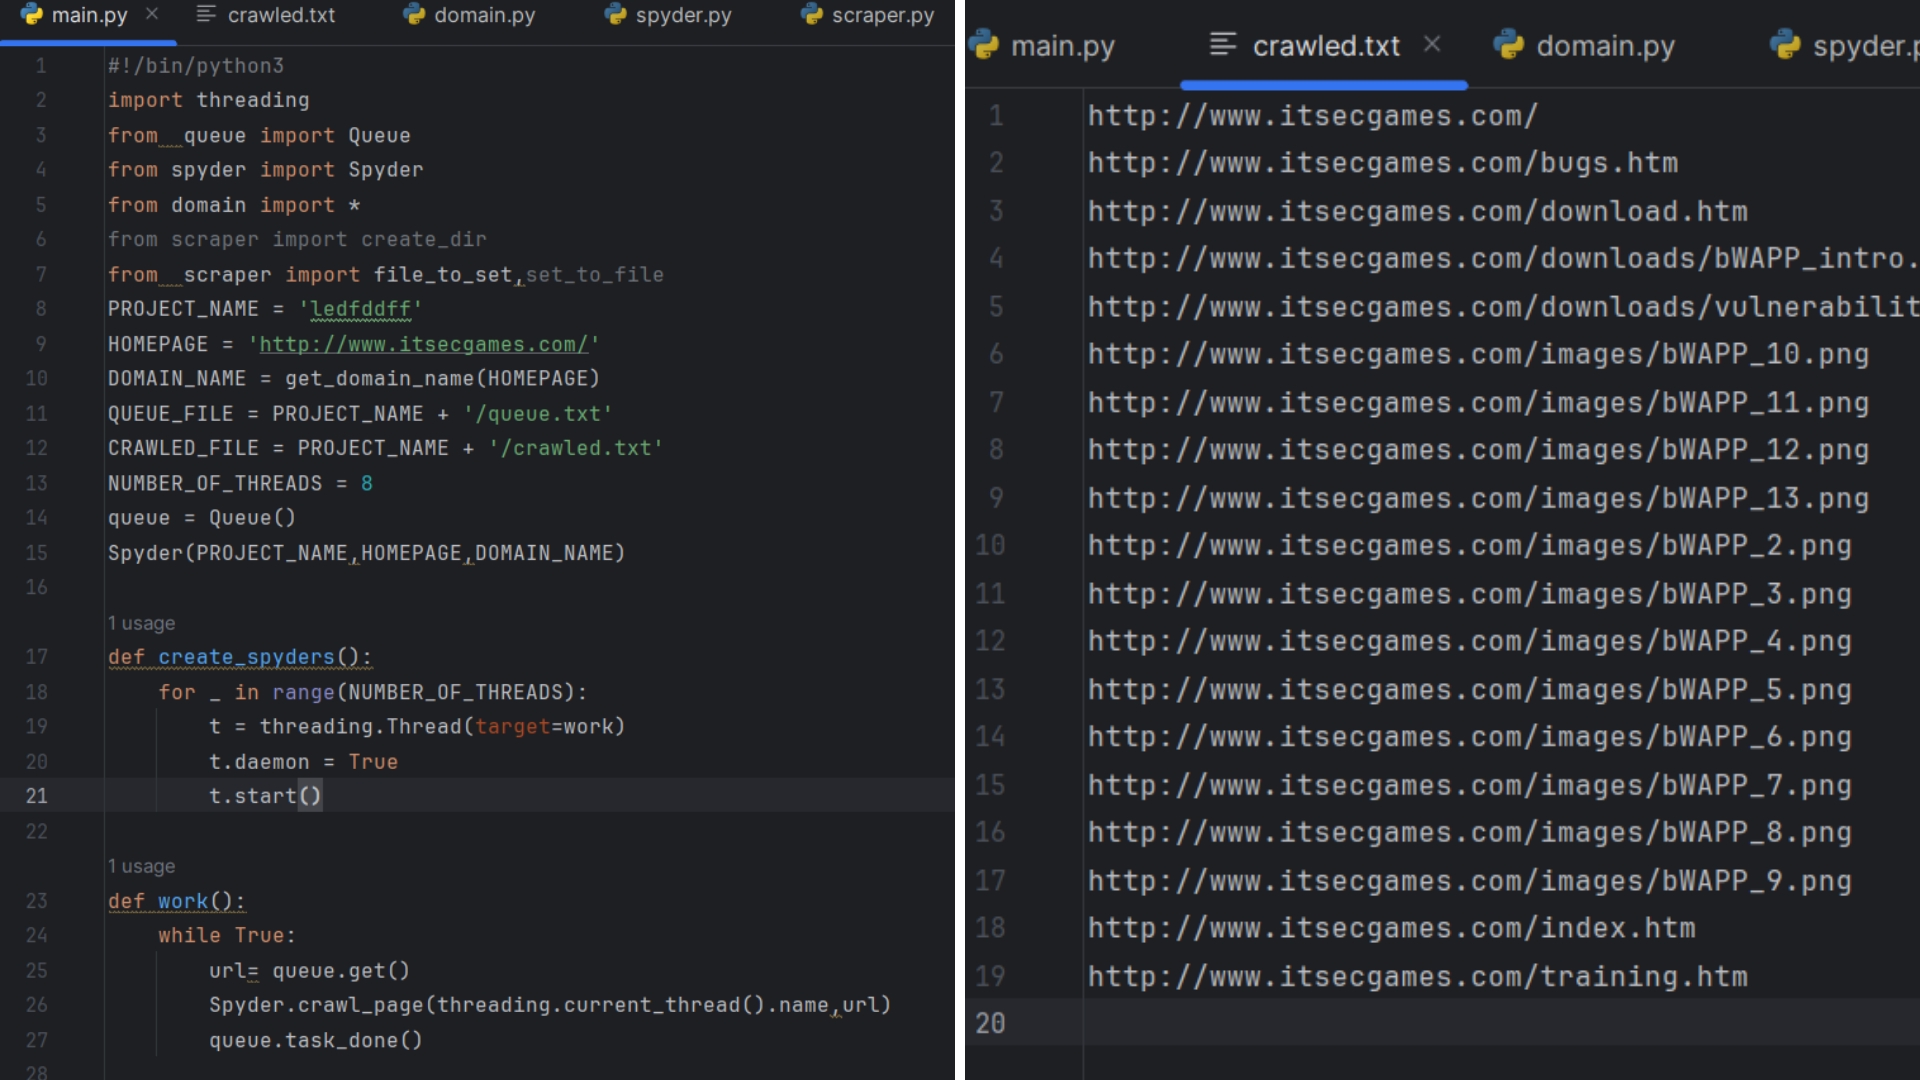 main.py crawled.txt domain.py spyder.py scraper.py
1 #!/bin/python3
2 import threading
3 from  queue import Queue
4 from spyder import Spyder
5 from domain import *
6 from scraper import create_dir
7 from  scraper import file_to_set,set_to_file
8 PROJECT_NAME = 'ledfddff'
9 HOMEPAGE = 'http://www.itsecgames.com/'
10 DOMAIN_NAME = get_domain_name(HOMEPAGE)
11 QUEUE_FILE = PROJECT_NAME + '/queue.txt'
12 CRAWLED_FILE = PROJECT_NAME + '/crawled.txt'
13 NUMBER_OF_THREADS = 8
14 queue = Queue()
15 Spyder(PROJECT_NAME,HOMEPAGE,DOMAIN_NAME)
16
1 usage
17 def create_spyders():
18     for _ in range(NUMBER_OF_THREADS):
19         t = threading.Thread(target=work)
20         t.daemon = True
21         t.start()
22
1 usage
23 def work():
24     while True:
25         url= queue.get()
26         Spyder.crawl_page(threading.current_thread().name,url)
27         queue.task_done()
28
main.py crawled.txt domain.py spyder.p
1 http://www.itsecgames.com/
2 http://www.itsecgames.com/bugs.htm
3 http://www.itsecgames.com/download.htm
4 http://www.itsecgames.com/downloads/bWAPP_intro.
5 http://www.itsecgames.com/downloads/vulnerabilit
6 http://www.itsecgames.com/images/bWAPP_10.png
7 http://www.itsecgames.com/images/bWAPP_11.png
8 http://www.itsecgames.com/images/bWAPP_12.png
9 http://www.itsecgames.com/images/bWAPP_13.png
10 http://www.itsecgames.com/images/bWAPP_2.png
11 http://www.itsecgames.com/images/bWAPP_3.png
12 http://www.itsecgames.com/images/bWAPP_4.png
13 http://www.itsecgames.com/images/bWAPP_5.png
14 http://www.itsecgames.com/images/bWAPP_6.png
15 http://www.itsecgames.com/images/bWAPP_7.png
16 http://www.itsecgames.com/images/bWAPP_8.png
17 http://www.itsecgames.com/images/bWAPP_9.png
18 http://www.itsecgames.com/index.htm
19 http://www.itsecgames.com/training.htm
20